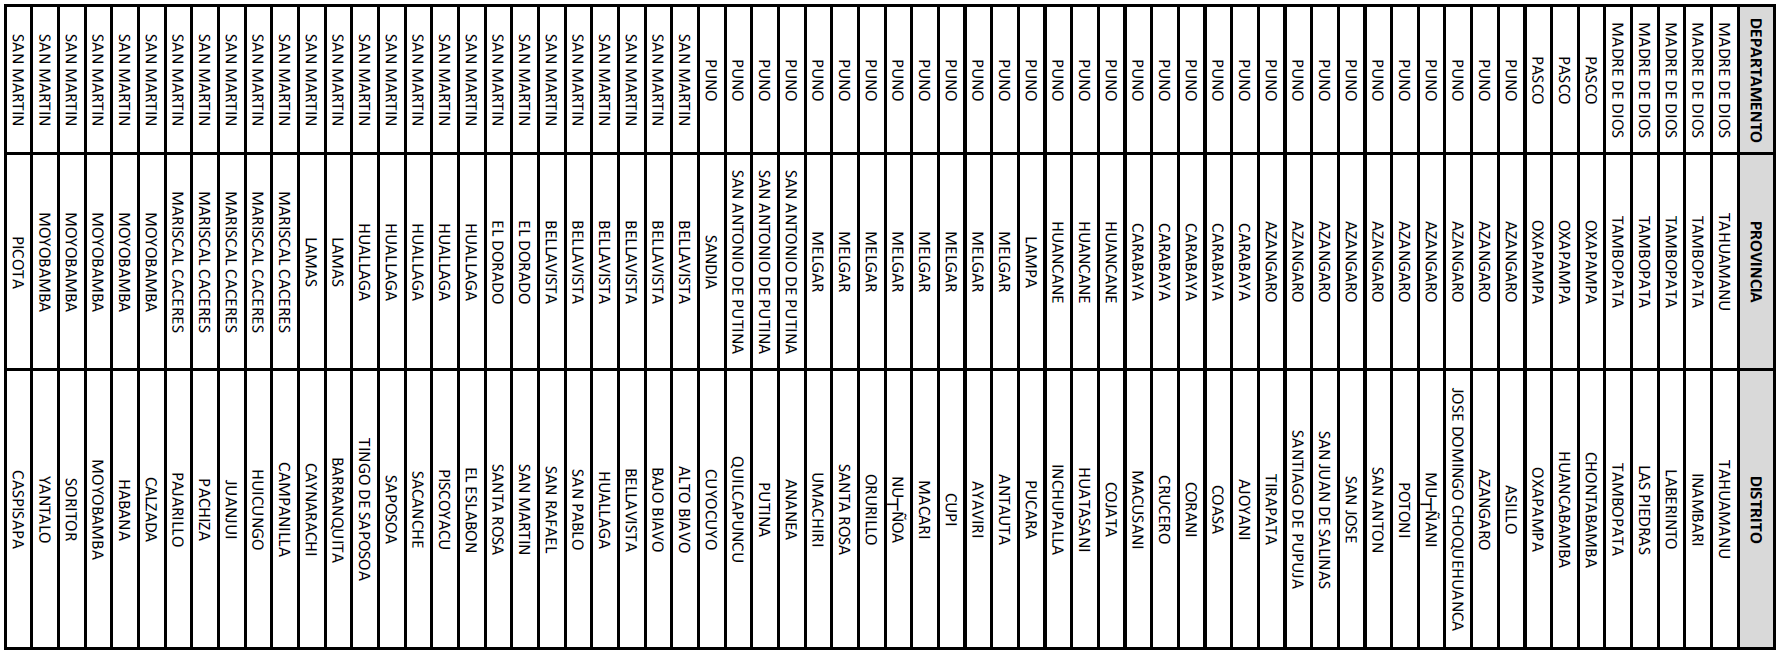 DEPARTAMENTO PROVINCIA DISTRITO
MADRE DE DIOS TAHUAMANU TAHUAMANU
MADRE DE DIOS TAMBOPATA INAMBARI
MADRE DE DIOS TAMBOPATA LABERINTO
MADRE DE DIOS TAMBOPATA LAS PIEDRAS
MADRE DE DIOS TAMBOPATA TAMBOPATA
PASCO OXAPAMPA CHONTABAMBA
PASCO OXAPAMPA HUANCABAMBA
PASCO OXAPAMPA OXAPAMPA
PUNO AZANGARO ASILLO
PUNO AZANGARO AZANGARO
PUNO AZANGARO JOSE DOMINGO CHOQUEHUANCA
PUNO AZANGARO MU┬ÑANI
PUNO AZANGARO POTONI
PUNO AZANGARO SAN ANTON
PUNO AZANGARO SAN JOSE
PUNO AZANGARO SAN JUAN DE SALINAS
PUNO AZANGARO SANTIAGO DE PUPUJA
PUNO AZANGARO TIRAPATA
PUNO CARABAYA AJOYANI
PUNO CARABAYA COASA
PUNO CARABAYA CORANI
PUNO CARABAYA CRUCERO
PUNO CARABAYA MACUSANI
PUNO HUANCANE COJATA
PUNO HUANCANE HUATASANI
PUNO HUANCANE INCHUPALLA
PUNO LAMPA PUCARA
PUNO MELGAR ANTAUTA
PUNO MELGAR AYAVIRI
PUNO MELGAR CUPI
PUNO MELGAR MACARI
PUNO MELGAR NU┬ÑOA
PUNO MELGAR ORURILLO
PUNO MELGAR SANTA ROSA
PUNO MELGAR UMACHIRI
PUNO SAN ANTONIO DE PUTINA ANANEA
PUNO SAN ANTONIO DE PUTINA PUTINA
PUNO SAN ANTONIO DE PUTINA QUILCAPUNCU
PUNO SANDIA CUYOCUYO
SAN MARTIN BELLAVISTA ALTO BIAVO
SAN MARTIN BELLAVISTA BAJO BIAVO
SAN MARTIN BELLAVISTA BELLAVISTA
SAN MARTIN BELLAVISTA HUALLAGA
SAN MARTIN BELLAVISTA SAN PABLO
SAN MARTIN BELLAVISTA SAN RAFAEL
SAN MARTIN EL DORADO SAN MARTIN
SAN MARTIN EL DORADO SANTA ROSA
SAN MARTIN HUALLAGA EL ESLABON
SAN MARTIN HUALLAGA PISCOYACU
SAN MARTIN HUALLAGA SACANCHE
SAN MARTIN HUALLAGA SAPOSOA
SAN MARTIN HUALLAGA TINGO DE SAPOSOA
SAN MARTIN LAMAS BARRANQUITA
SAN MARTIN LAMAS CAYNARACHI
SAN MARTIN MARISCAL CACERES CAMPANILLA
SAN MARTIN MARISCAL CACERES HUICUNGO
SAN MARTIN MARISCAL CACERES JUANJUI
SAN MARTIN MARISCAL CACERES PACHIZA
SAN MARTIN MARISCAL CACERES PAJARILLO
SAN MARTIN MOYOBAMBA CALZADA
SAN MARTIN MOYOBAMBA HABANA
SAN MARTIN MOYOBAMBA MOYOBAMBA
SAN MARTIN MOYOBAMBA SORITOR
SAN MARTIN MOYOBAMBA YANTALO
SAN MARTIN PICOTA CASPISAPA